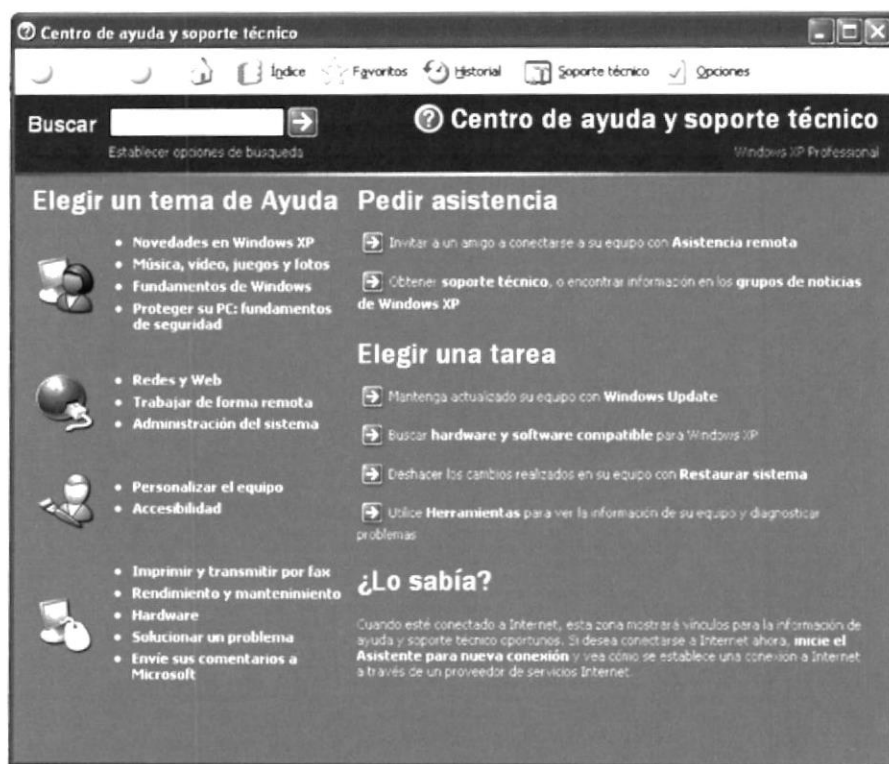 Centro de ayuda y soporte técnico
Índice Favoritos Historial Soporte técnico Opciones
Buscar
Establecer opciones de búsqueda
Centro de ayuda y soporte técnico
Windows XP Professional
Elegir un tema de Ayuda
Novedades en Windows XP
Música, vídeo, juegos y fotos
Fundamentos de Windows
Proteger su PC: fundamentos
de seguridad
Redes y Web
Trabajar de forma remota
Administración del sistema
Personalizar el equipo
Accesibilidad
Imprimir y transmitir por fax
Rendimiento y mantenimiento
Hardware
Solucionar un problema
Envíe sus comentarios a
Microsoft
Pedir asistencia
Invitar a un amigo a conectarse a su equipo con Asistencia remota
Obtener soporte técnico, o encontrar información en los grupos de noticias
de Windows XP
Elegir una tarea
Mantenga actualizado su equipo con Windows Update
Buscar hardware y software compatible para Windows XP
Deshacer los cambios realizados en su equipo con Restaurar sistema
Utilice Herramientas para ver la información de su equipo y diagnosticar
problemas
¿Lo sabía?
Cuando esté conectado a Internet, esta zona mostrará vínculos para la información de
ayuda y soporte técnico oportunos. Si desea conectarse a Internet ahora, inicie el
Asistente para nueva conexión y vea cómo se establece una conexión a Internet
a través de un proveedor de servicios Internet.